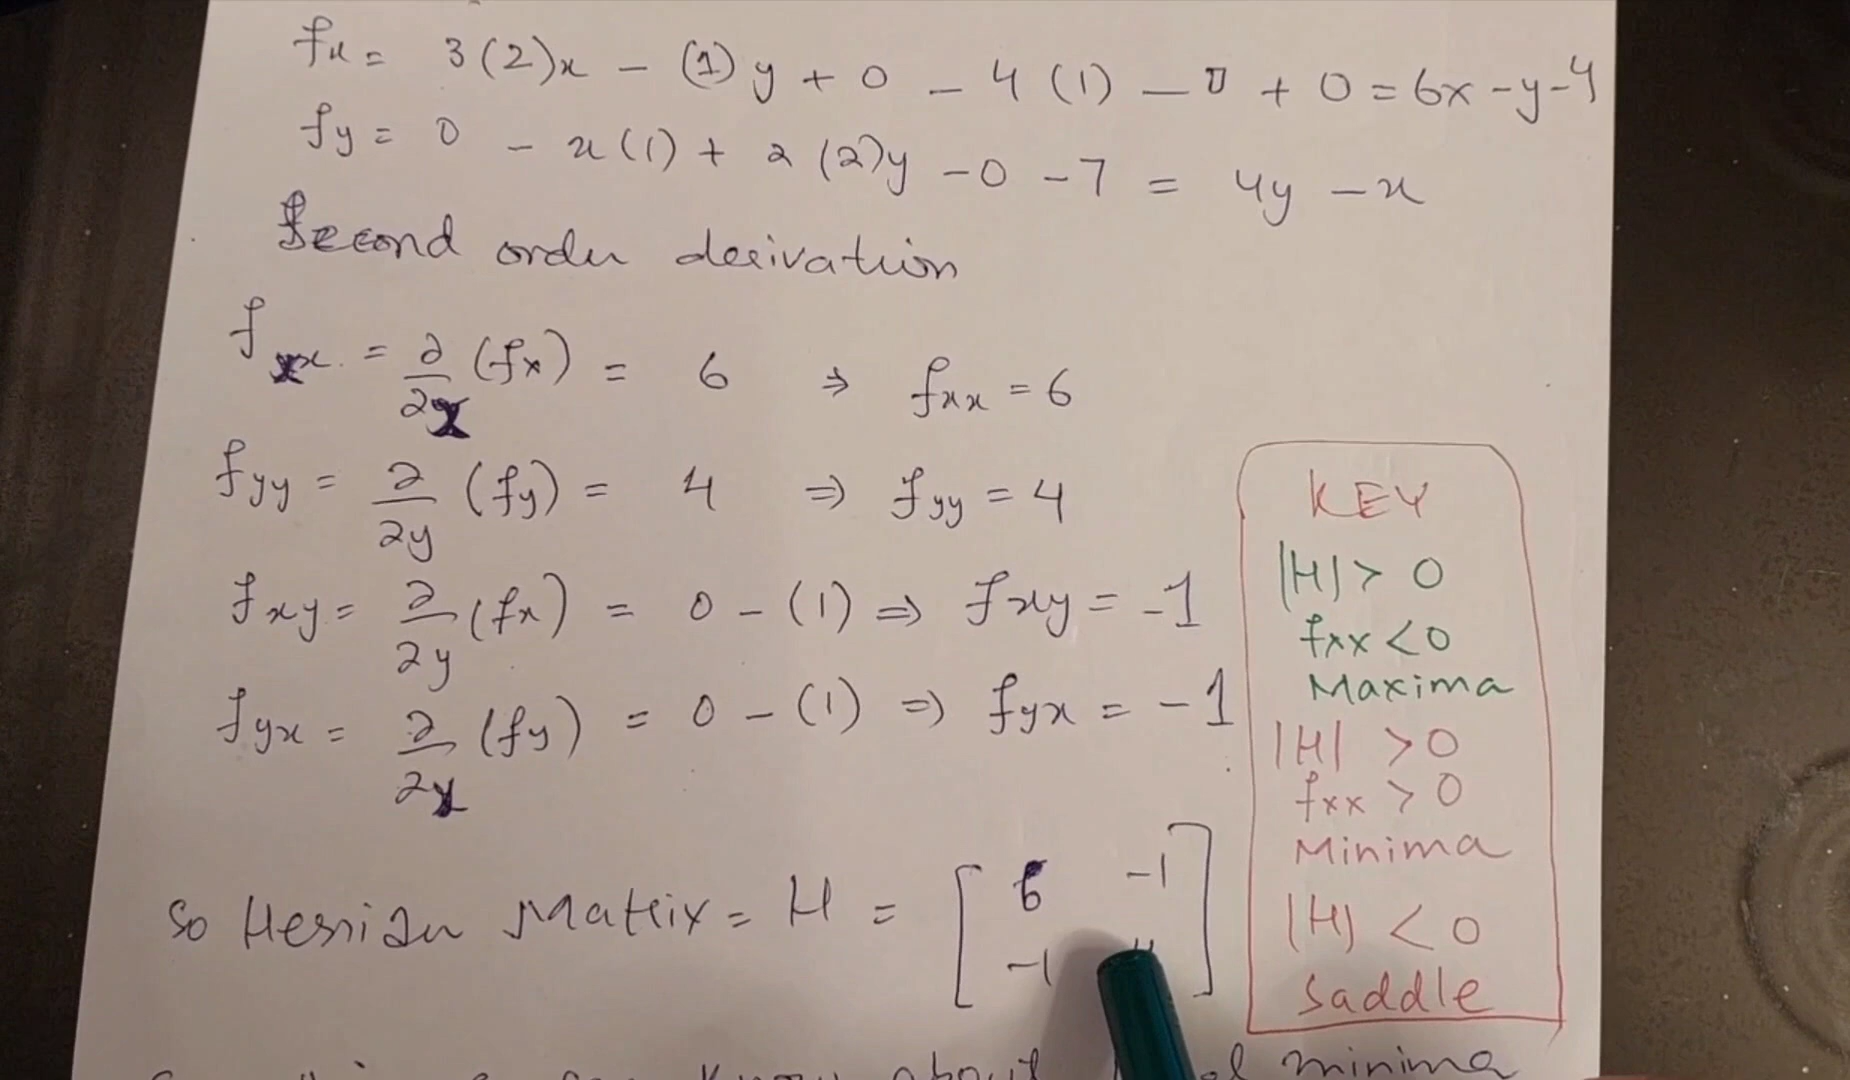 fx = 3(2)x - (1)y + 0 - 4(1) - 0 + 0 = 6x - y - 4
fy = 0 - x(1) + 2(2)y - 0 - 7 = 4y - x
Second order derivation
fxx = ∂/∂x (fx) = 6 ⇒ fxx = 6
fyy = ∂/∂y (fy) = 4 ⇒ fyy = 4
fxy = ∂/∂y (fx) = 0 - (1) ⇒ fxy = -1
fyx = ∂/∂x (fy) = 0 - (1) ⇒ fyx = -1
So Hessian Matrix = H = [ 6 -1
-1 ]
KEY
|H| > 0
fxx < 0
Maxima
|H| > 0
fxx > 0
Minima
|H| < 0
Saddle
know about minima